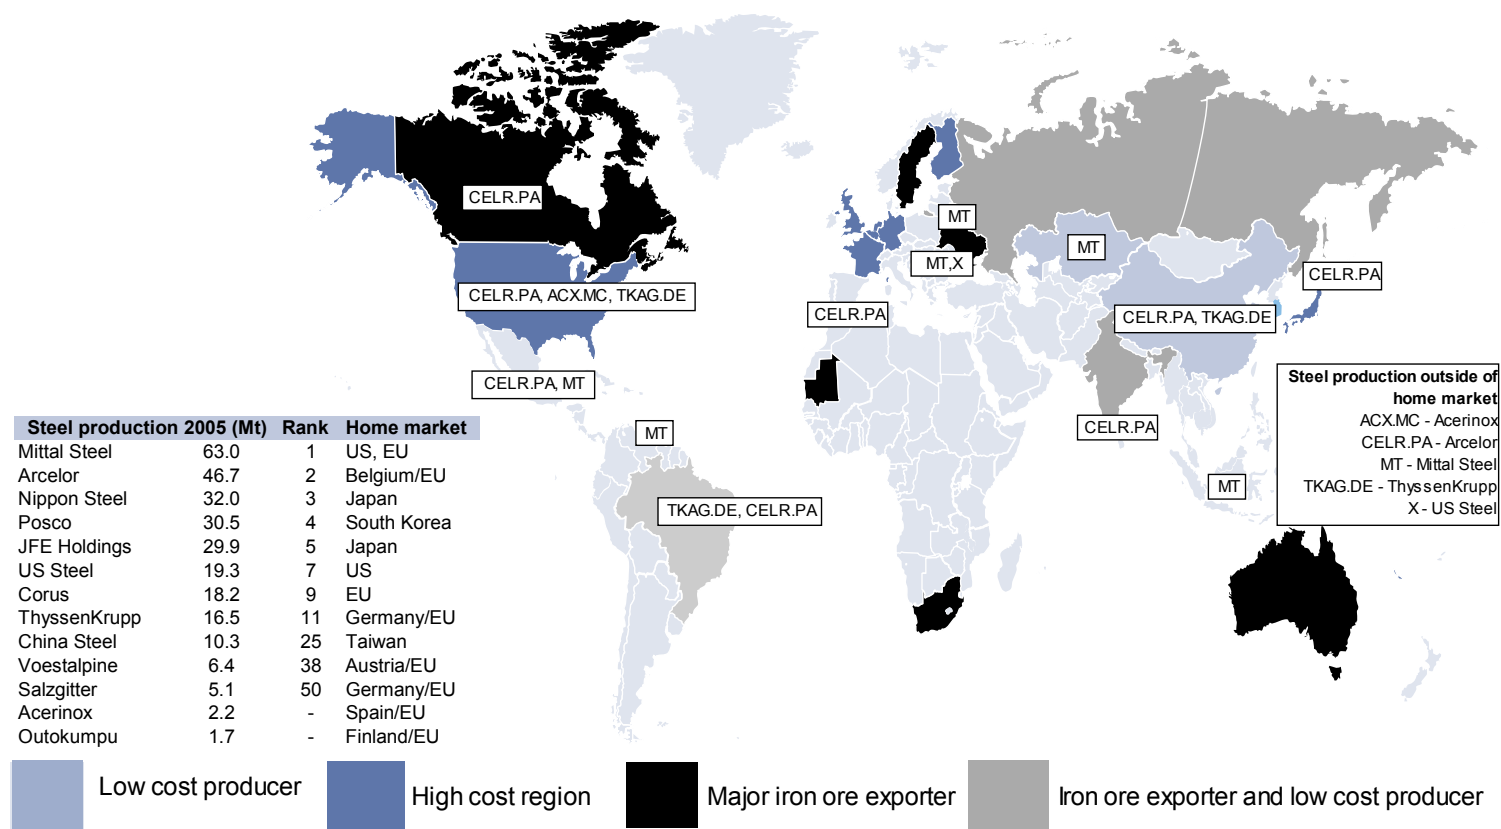 CELR.PA
MT
MT
MT,X
CELR.PA
CELR.PA, ACX.MC, TKAG.DE
CELR.PA
CELR.PA, TKAG.DE
CELR.PA, MT
CELR.PA
MT
MT
TKAG.DE, CELR.PA
Steel production outside of
home market
ACX.MC - Acerinox
CELR.PA - Arcelor
MT - Mittal Steel
TKAG.DE - ThyssenKrupp
X - US Steel
Steel production 2005 (Mt) Rank Home market
Mittal Steel 63.0 1 US, EU
Arcelor 46.7 2 Belgium/EU
Nippon Steel 32.0 3 Japan
Posco 30.5 4 South Korea
JFE Holdings 29.9 5 Japan
US Steel 19.3 7 US
Corus 18.2 9 EU
ThyssenKrupp 16.5 11 Germany/EU
China Steel 10.3 25 Taiwan
Voestalpine 6.4 38 Austria/EU
Salzgitter 5.1 50 Germany/EU
Acerinox 2.2 - Spain/EU
Outokumpu 1.7 - Finland/EU
Low cost producer
High cost region
Major iron ore exporter
Iron ore exporter and low cost producer